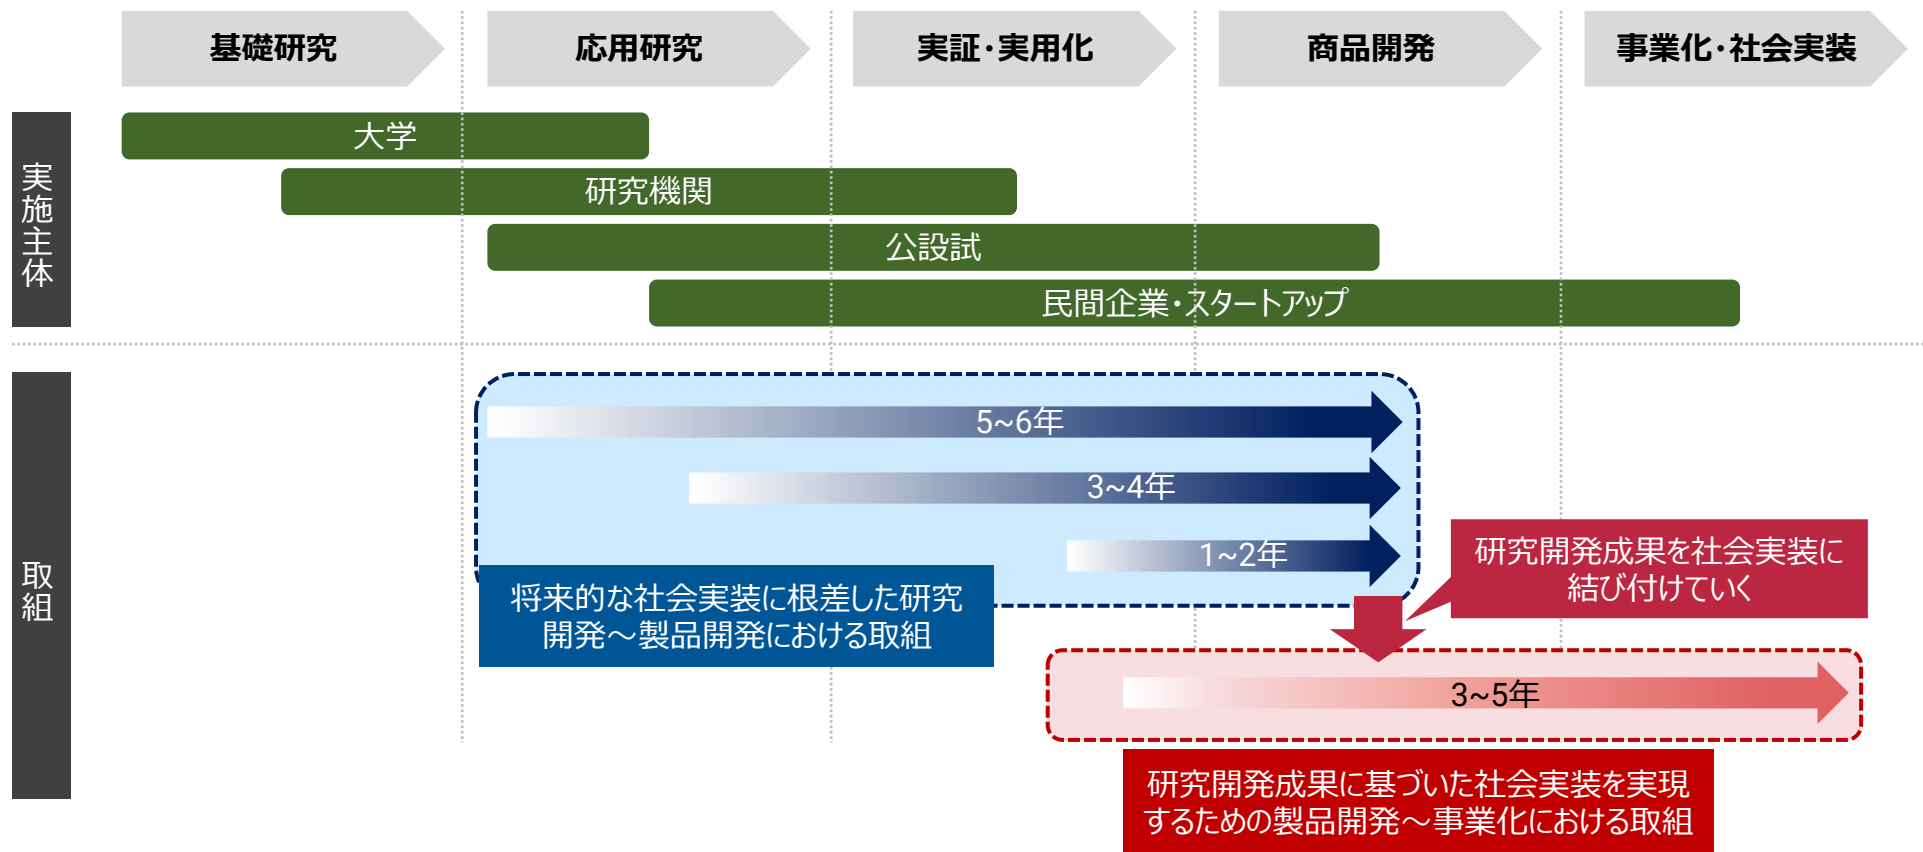 基礎研究
応用研究
実証・実用化
商品開発
事業化・社会実装
実施主体
大学
研究機関
公設試
民間企業・スタートアップ
取組
5~6年
3~4年
1~2年
将来的な社会実装に根差した研究
開発～製品開発における取組
研究開発成果を社会実装に
結び付けていく
3~5年
研究開発成果に基づいた社会実装を実現
するための製品開発～事業化における取組